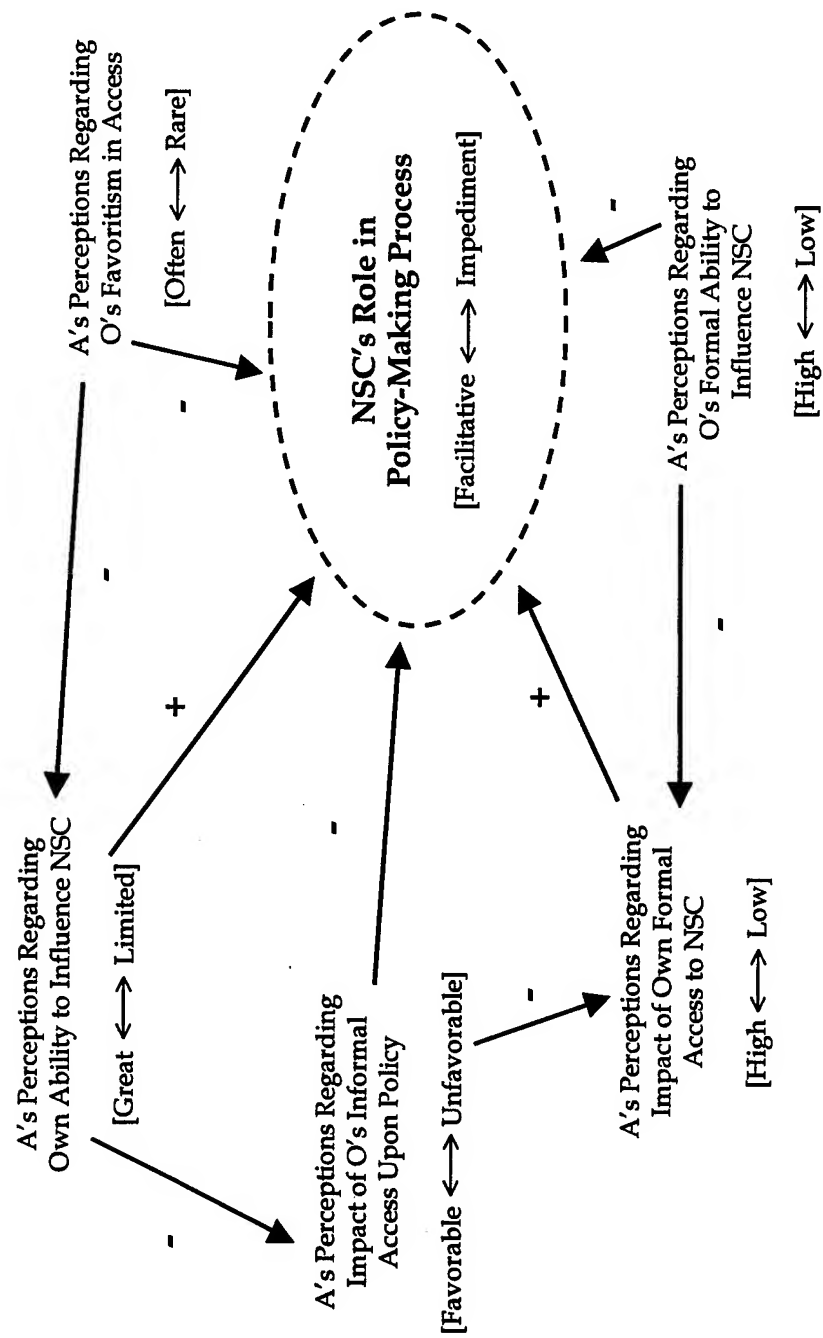 A's Perceptions Regarding
Own Ability to Influence NSC
[Great ⟷ Limited]
A's Perceptions Regarding
O's Favoritism in Access
[Often ⟷ Rare]
-
-
+
-
A's Perceptions Regarding
Impact of O's Informal
Access Upon Policy
[Favorable ⟷ Unfavorable]
-
NSC's Role in
Policy-Making Process
[Facilitative ⟷ Impediment]
-
+
-
A's Perceptions Regarding
Impact of Own Formal
Access to NSC
[High ⟷ Low]
-
A's Perceptions Regarding
O's Formal Ability to
Influence NSC
[High ⟷ Low]